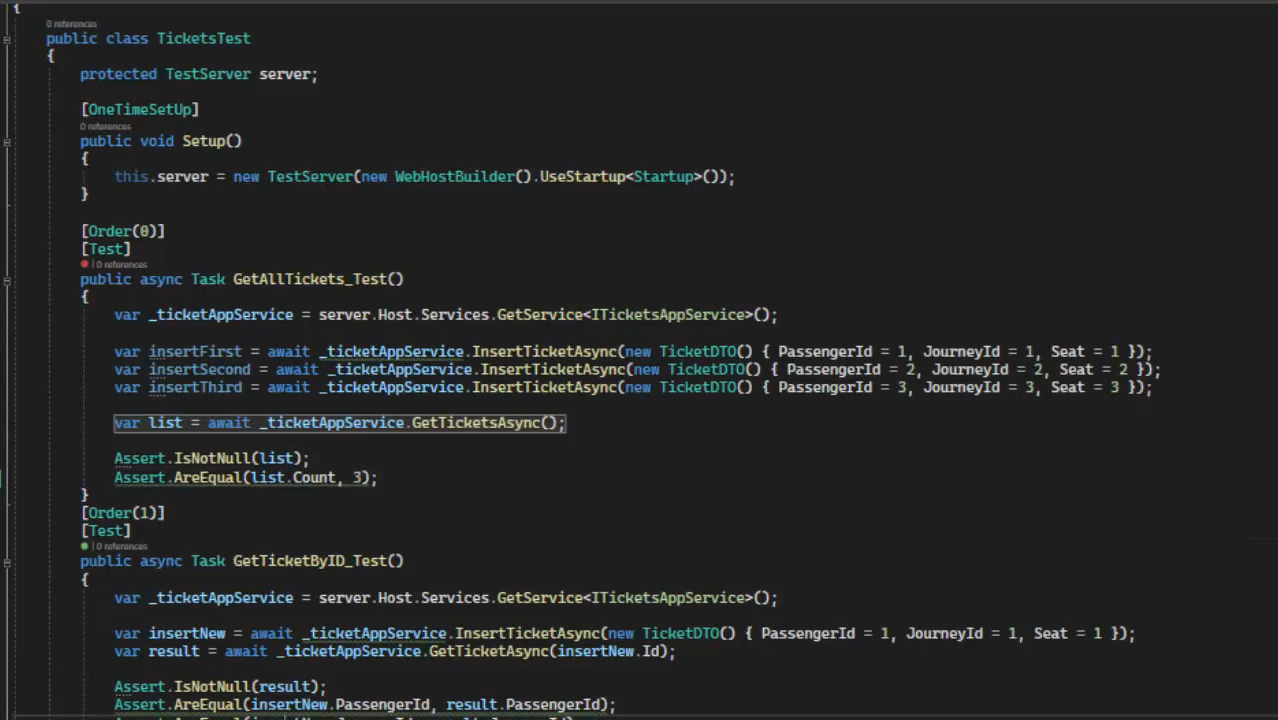 {
0 references
public class TicketsTest
{
protected TestServer server;
[OneTimeSetUp]
0 references
public void Setup()
{
this.server = new TestServer(new WebHostBuilder().UseStartup<Startup>());
}
[Order(0)]
[Test]
| 0 references
public async Task GetAllTickets_Test()
{
var _ticketAppService = server.Host.Services.GetService<ITicketsAppService>();
var insertFirst = await _ticketAppService.InsertTicketAsync(new TicketDTO() { PassengerId = 1, JourneyId = 1, Seat = 1 });
var insertSecond = await _ticketAppService.InsertTicketAsync(new TicketDTO() { PassengerId = 2, JourneyId = 2, Seat = 2 });
var insertThird = await _ticketAppService.InsertTicketAsync(new TicketDTO() { PassengerId = 3, JourneyId = 3, Seat = 3 });
var list = await _ticketAppService.GetTicketsAsync();
Assert.IsNotNull(list);
Assert.AreEqual(list.Count, 3);
}
[Order(1)]
[Test]
| 0 references
public async Task GetTicketByID_Test()
{
var _ticketAppService = server.Host.Services.GetService<ITicketsAppService>();
var insertNew = await _ticketAppService.InsertTicketAsync(new TicketDTO() { PassengerId = 1, JourneyId = 1, Seat = 1 });
var result = await _ticketAppService.GetTicketAsync(insertNew.Id);
Assert.IsNotNull(result);
Assert.AreEqual(insertNew.PassengerId, result.PassengerId);